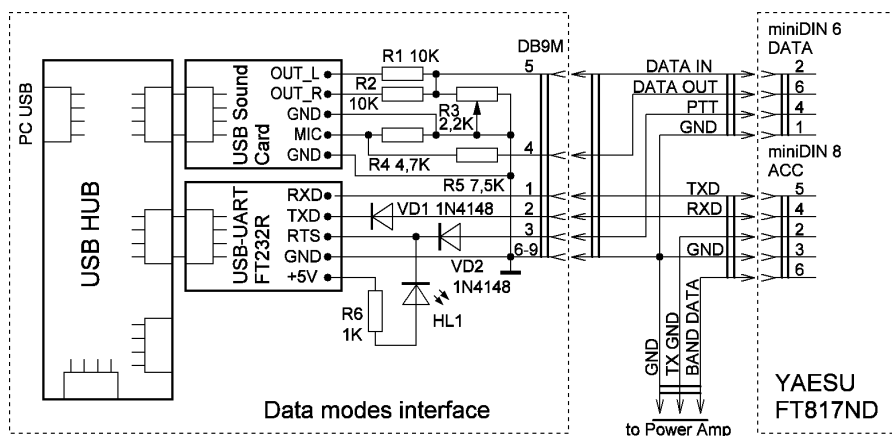 PC USB
USB HUB
USB Sound
Card
OUT_L
OUT_R
GND
MIC
GND
R1 10K
R2
10K
R3
2,2K
R4 4,7K
R5 7,5K
USB-UART
FT232R
RXD
TXD
RTS
GND
+5V
VD1 1N4148
VD2
1N4148
R6
1K
HL1
DB9M
5
4
1
2
3
6-9
Data modes interface
DATA IN
DATA OUT
PTT
GND
TXD
RXD
GND
GND
TX GND
BAND DATA
to Power Amp
miniDIN 6
DATA
2
6
4
1
miniDIN 8
ACC
5
4
2
3
6
YAESU
FT817ND